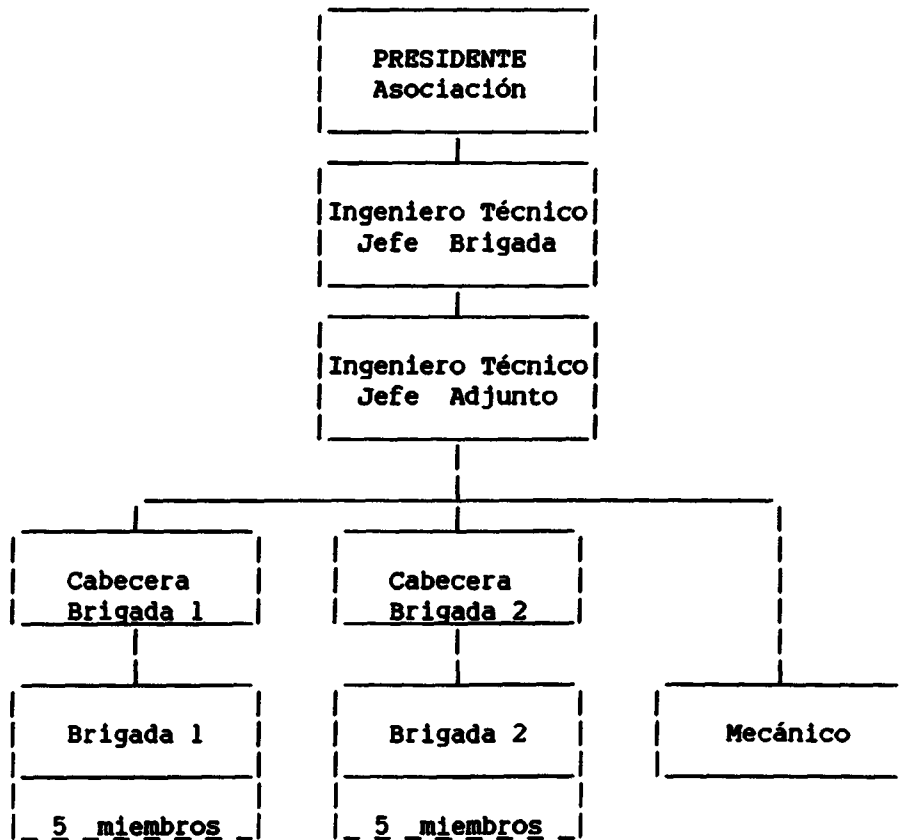 PRESIDENTE
Asociación
Ingeniero Técnico
Jefe Brigada
Ingeniero Técnico
Jefe Adjunto
Cabecera
Brigada 1
Cabecera
Brigada 2
Brigada 1
Brigada 2
Mecánico
5 miembros
5 miembros